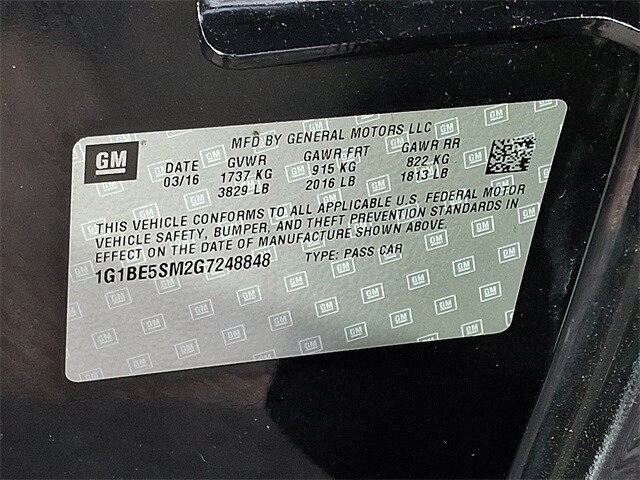 GM
MFD BY GENERAL MOTORS LLC
DATE GVWR GAWR FRT GAWR RR
03/16 1737 KG 915 KG 822 KG
3829 LB 2016 LB 1813 LB
THIS VEHICLE CONFORMS TO ALL APPLICABLE U.S. FEDERAL MOTOR
VEHICLE SAFETY, BUMPER, AND THEFT PREVENTION STANDARDS IN
EFFECT ON THE DATE OF MANUFACTURE SHOWN ABOVE.
1G1BE5SM2G7248848 TYPE: PASS CAR